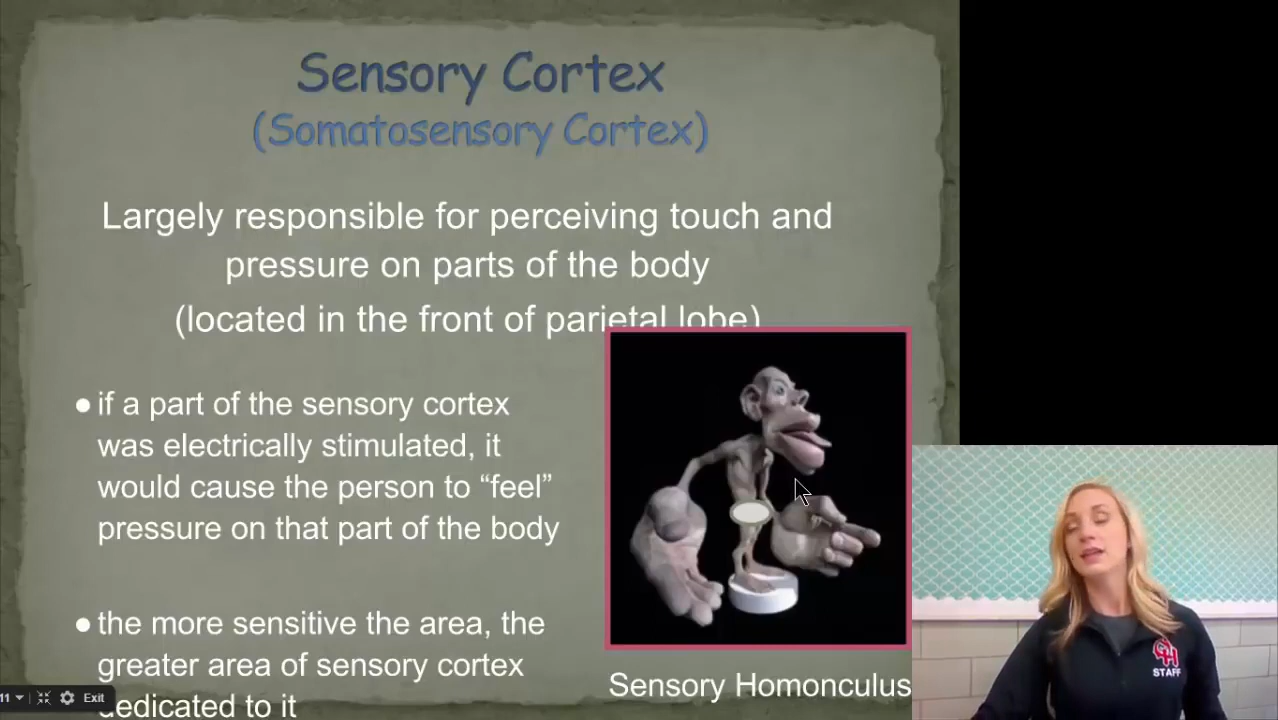 Sensory Cortex
(Somatosensory Cortex)
Largely responsible for perceiving touch and
pressure on parts of the body
(located in the front of parietal lobe)
● if a part of the sensory cortex
was electrically stimulated, it
would cause the person to “feel”
pressure on that part of the body
● the more sensitive the area, the
greater area of sensory cortex
dedicated to it
Sensory Homonculus
11
Exit
GH
STAFF